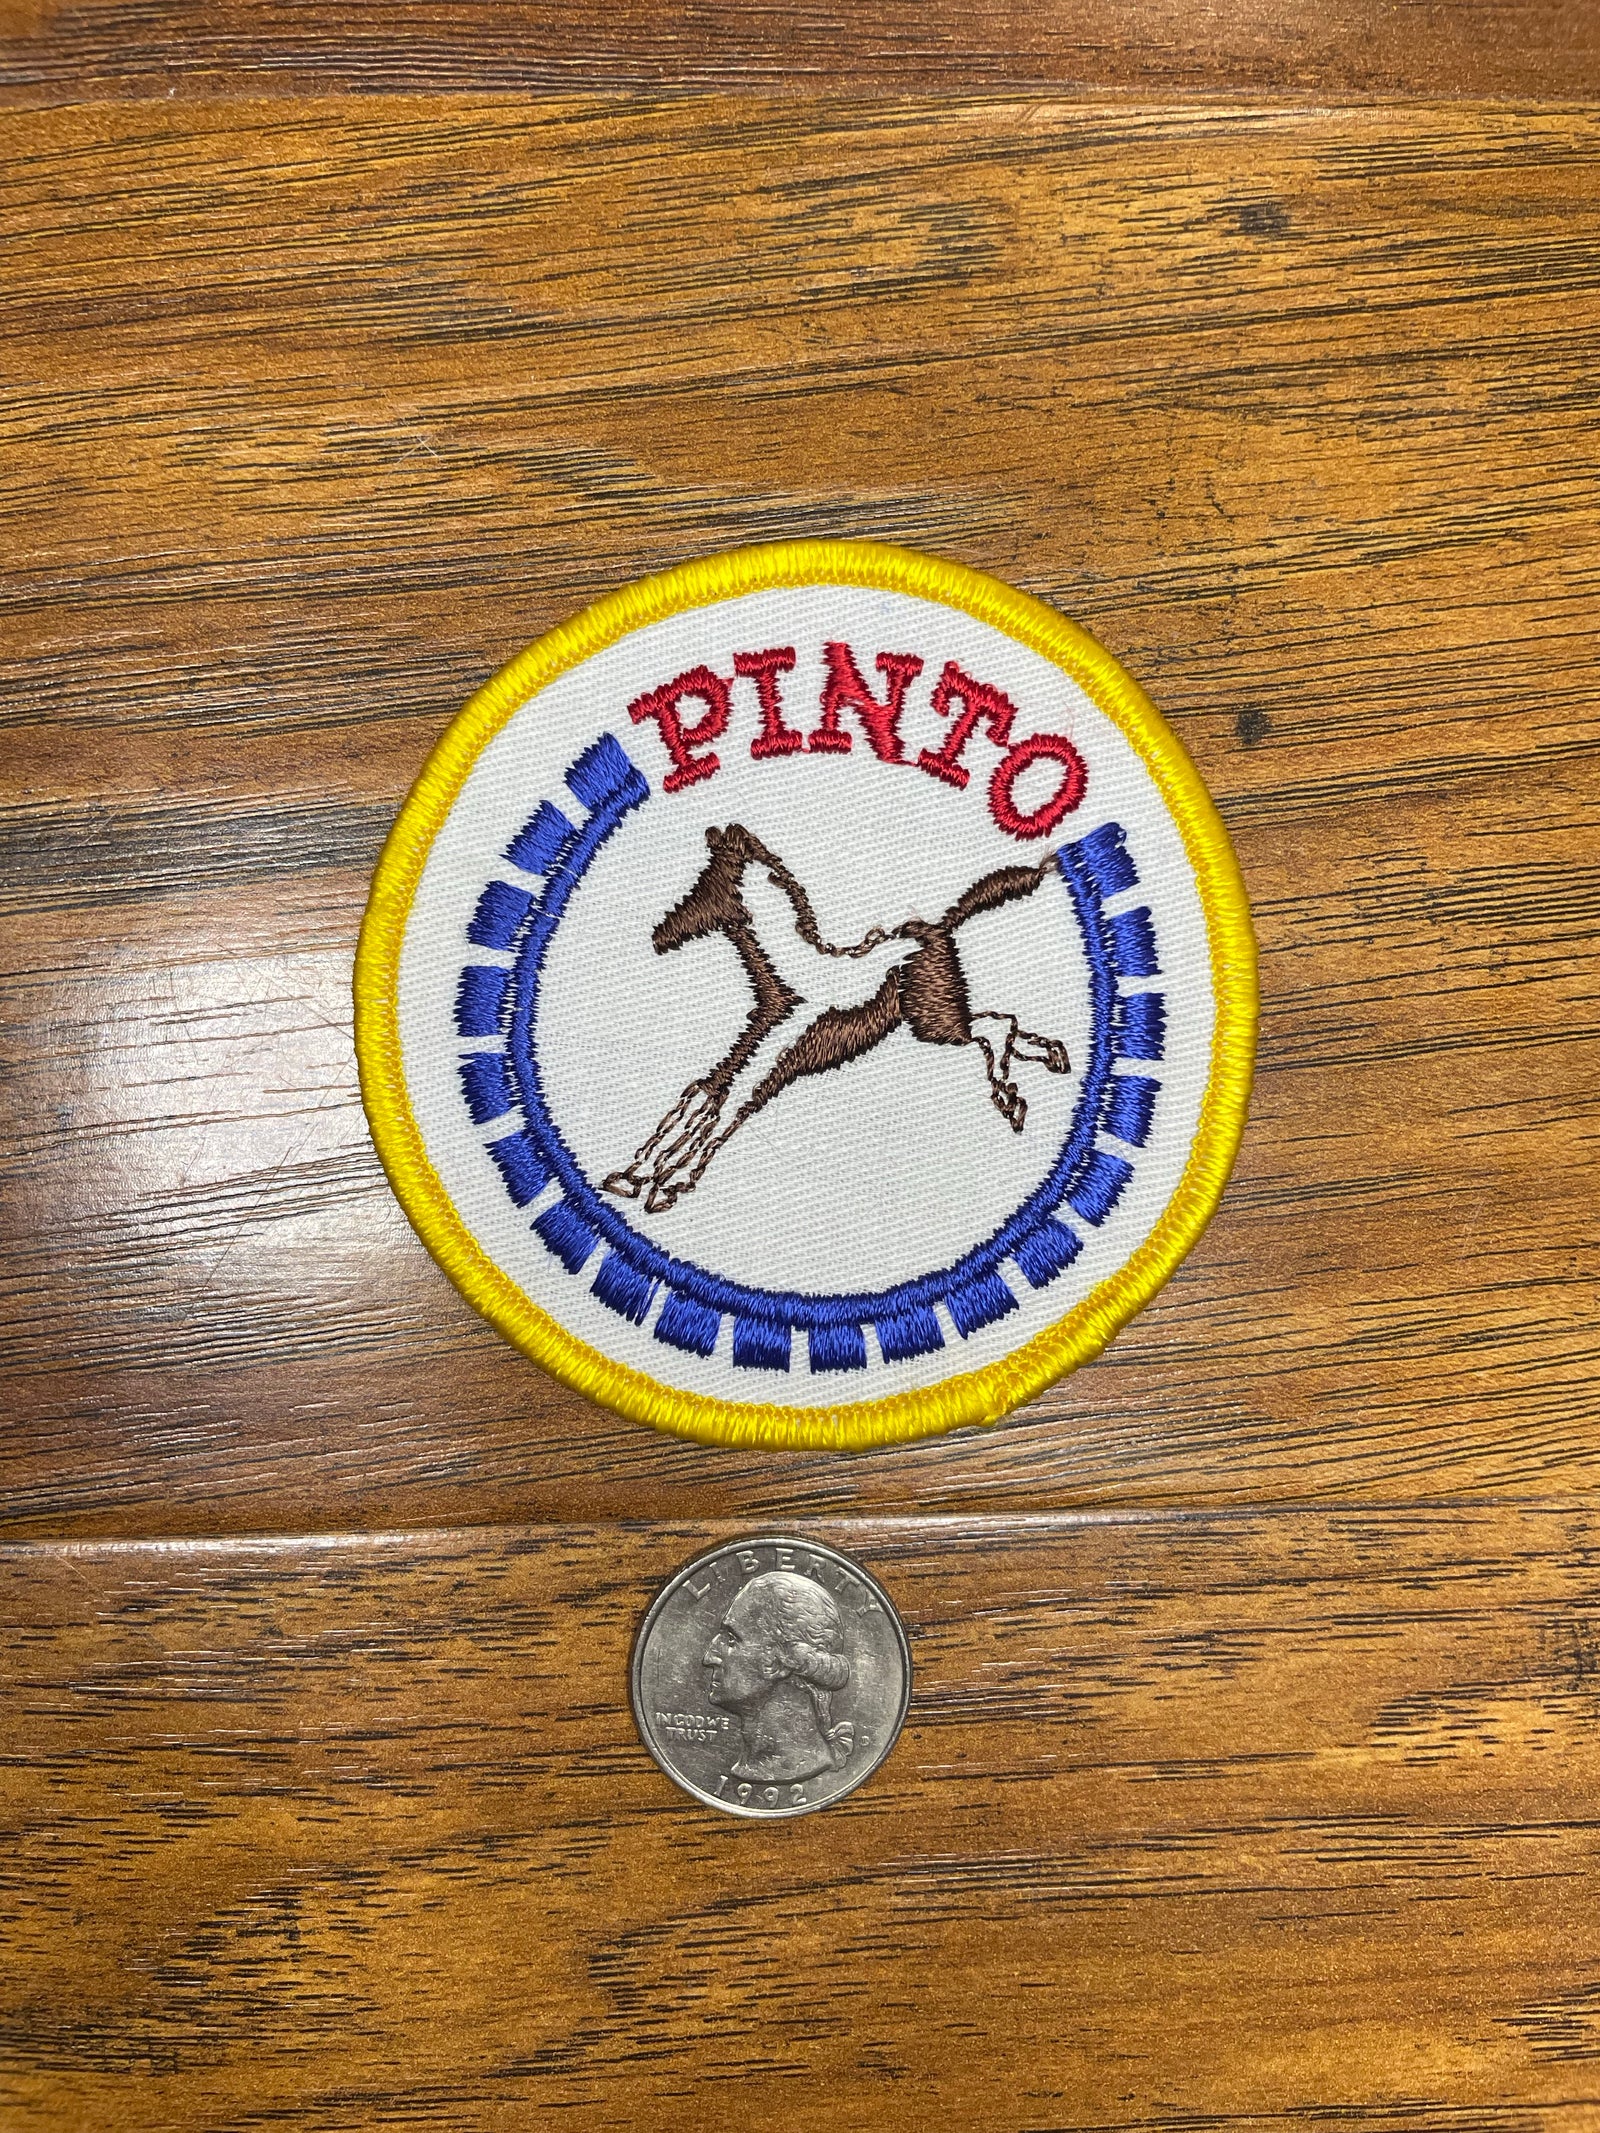 PINTO
LIBERTY
IN GOD WE
TRUST
D
1992